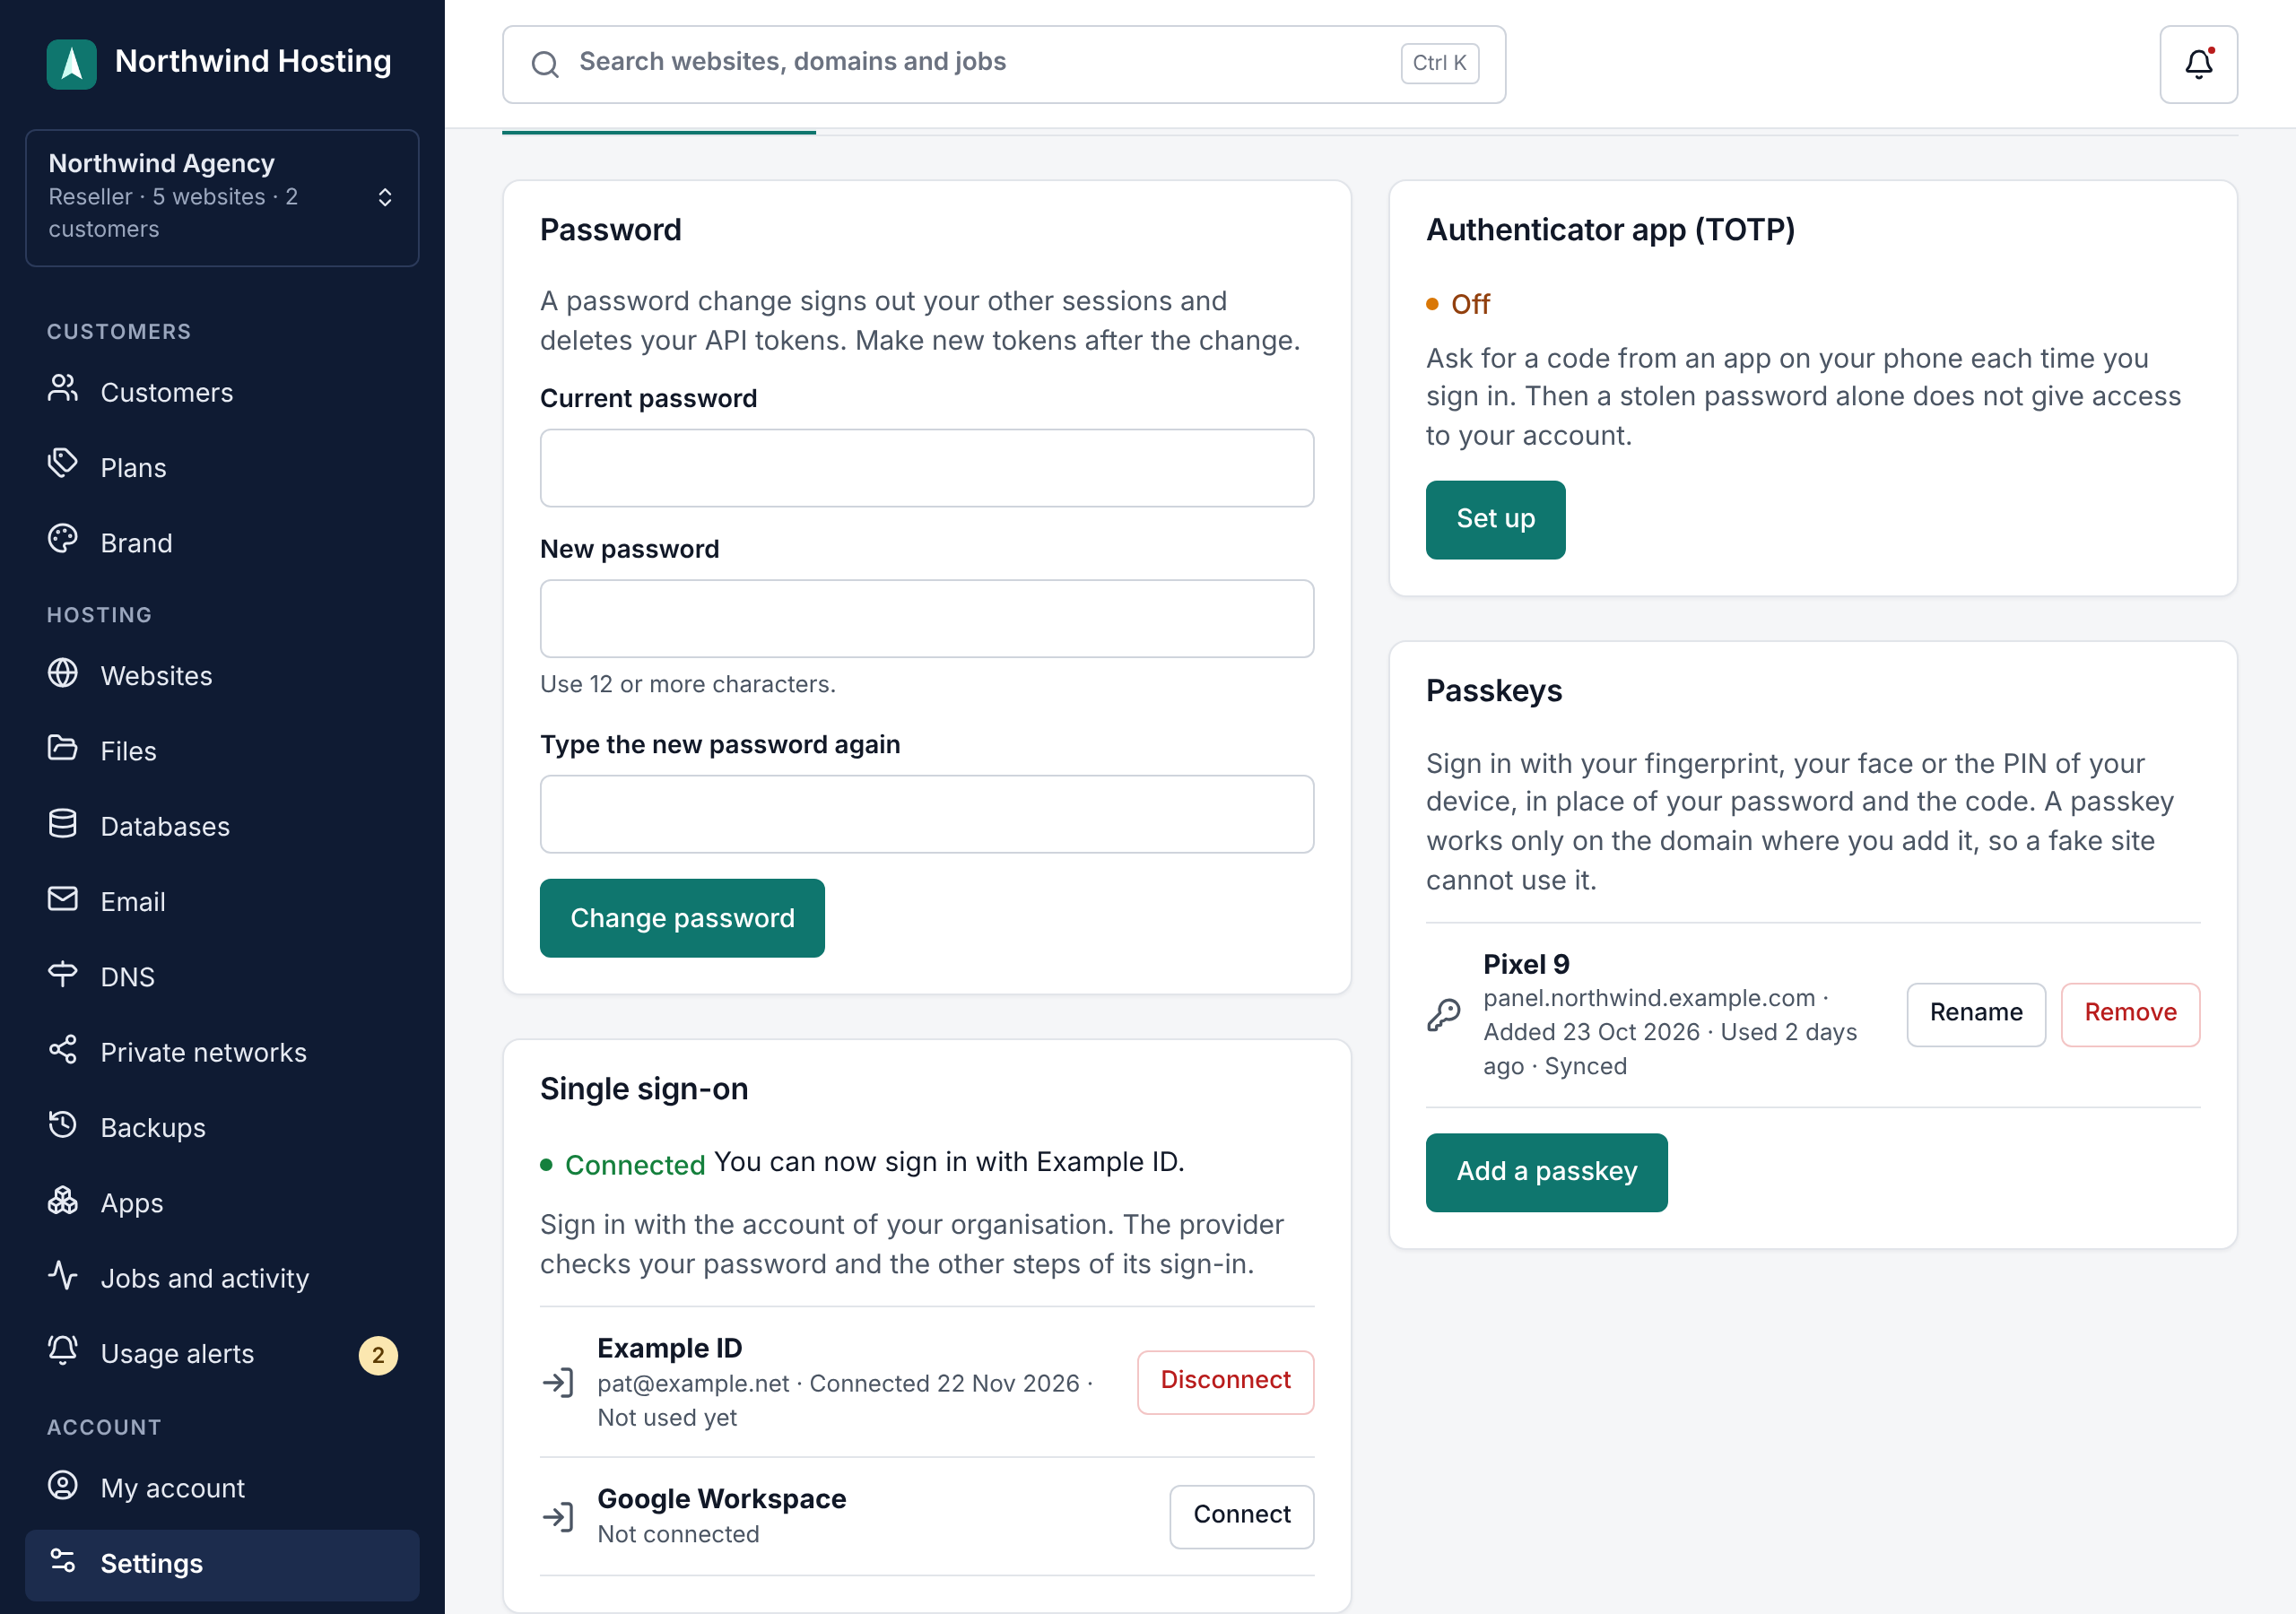 Northwind Hosting
Northwind Agency
Reseller · 5 websites · 2
customers
CUSTOMERS
Customers
Plans
Brand
HOSTING
Websites
Files
Databases
Email
DNS
Private networks
Backups
Apps
Jobs and activity
Usage alerts
2
ACCOUNT
My account
Settings
Search websites, domains and jobs
Ctrl K
Password
A password change signs out your other sessions and
deletes your API tokens. Make new tokens after the change.
Current password
New password
Use 12 or more characters.
Type the new password again
Change password
Single sign-on
Connected You can now sign in with Example ID.
Sign in with the account of your organisation. The provider
checks your password and the other steps of its sign-in.
Example ID
pat@example.net · Connected 22 Nov 2026 ·
Not used yet
Disconnect
Google Workspace
Not connected
Connect
Authenticator app (TOTP)
Off
Ask for a code from an app on your phone each time you
sign in. Then a stolen password alone does not give access
to your account.
Set up
Passkeys
Sign in with your fingerprint, your face or the PIN of your
device, in place of your password and the code. A passkey
works only on the domain where you add it, so a fake site
cannot use it.
Pixel 9
panel.northwind.example.com ·
Added 23 Oct 2026 · Used 2 days
ago · Synced
Rename
Remove
Add a passkey